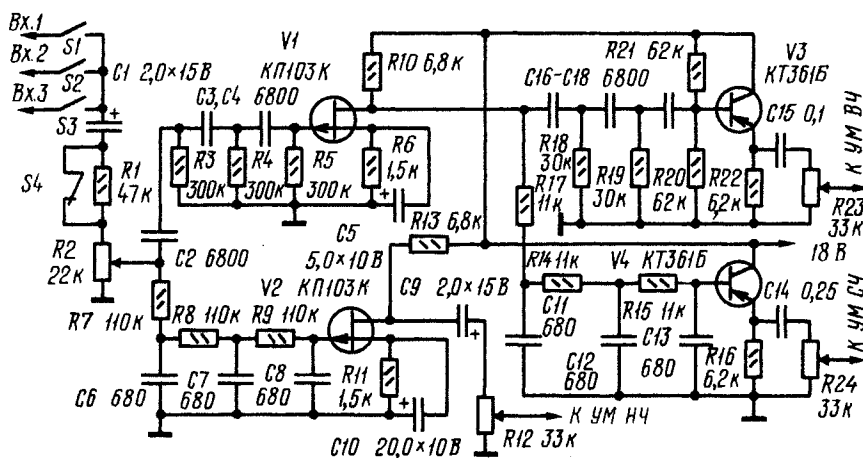 Вх.1
S1
Вх.2
S2
Вх.3
S3
C1 2,0×15В
S4
R1
47к
R2
22к
C2 6800
C3,C4
6800
V1
КП103К
R3
300к
R4
300к
R5
300к
R6
1,5к
C5
5,0×10В
R10 6,8к
R13 6,8к
C16-C18
6800
R21 62к
V3
КТ361Б
C15 0,1
К УМ ВЧ
R18
30к
R19
30к
R20
62к
R22
6,2к
R23
33к
R17
11к
18В
R7 110к
R8 110к
R9 110к
V2
КП103К
C9 2,0×15В
C6 680
C7
680
C8
680
R11
1,5к
C10 20,0×10В
R12 33к
К УМ НЧ
R14 11к
V4 КТ361Б
R15 11к
C11
680
C12
680
C13
680
C14 0,25
R16
6,2к
R24
33к
К УМ СЧ